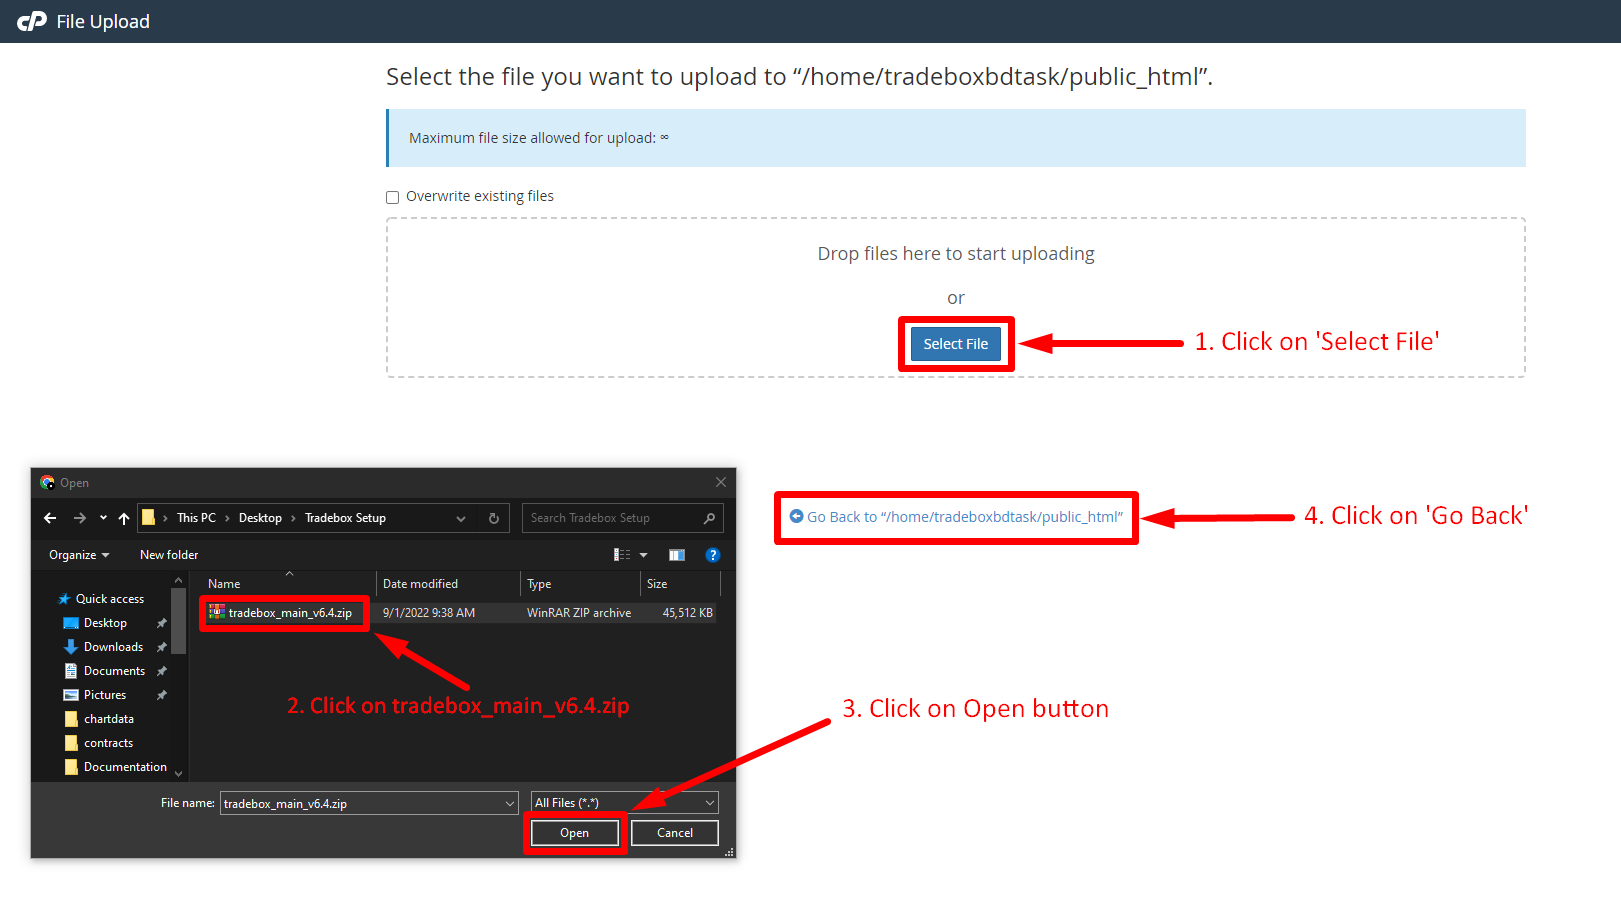 cP File Upload
Select the file you want to upload to “/home/tradeboxbdtask/public_html”.
Maximum file size allowed for upload: ∞
Overwrite existing files
Drop files here to start uploading
or
Select File
1. Click on 'Select File'
Open
This PC › Desktop › Tradebox Setup
Search Tradebox Setup
Go Back to “/home/tradeboxbdtask/public_html”
4. Click on 'Go Back'
Organize
New folder
?
Name Date modified Type Size
Quick access
Desktop
Downloads
Documents
Pictures
chartdata
contracts
Documentation
tradebox_main_v6.4.zip 9/1/2022 9:38 AM WinRAR ZIP archive 45,512 KB
2. Click on tradebox_main_v6.4.zip
3. Click on Open button
File name: tradebox_main_v6.4.zip All Files (*.*)
Open Cancel